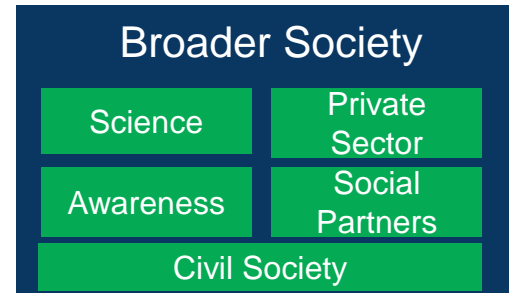 Broader Society
Science
Private
Sector
Awareness
Social
Partners
Civil Society